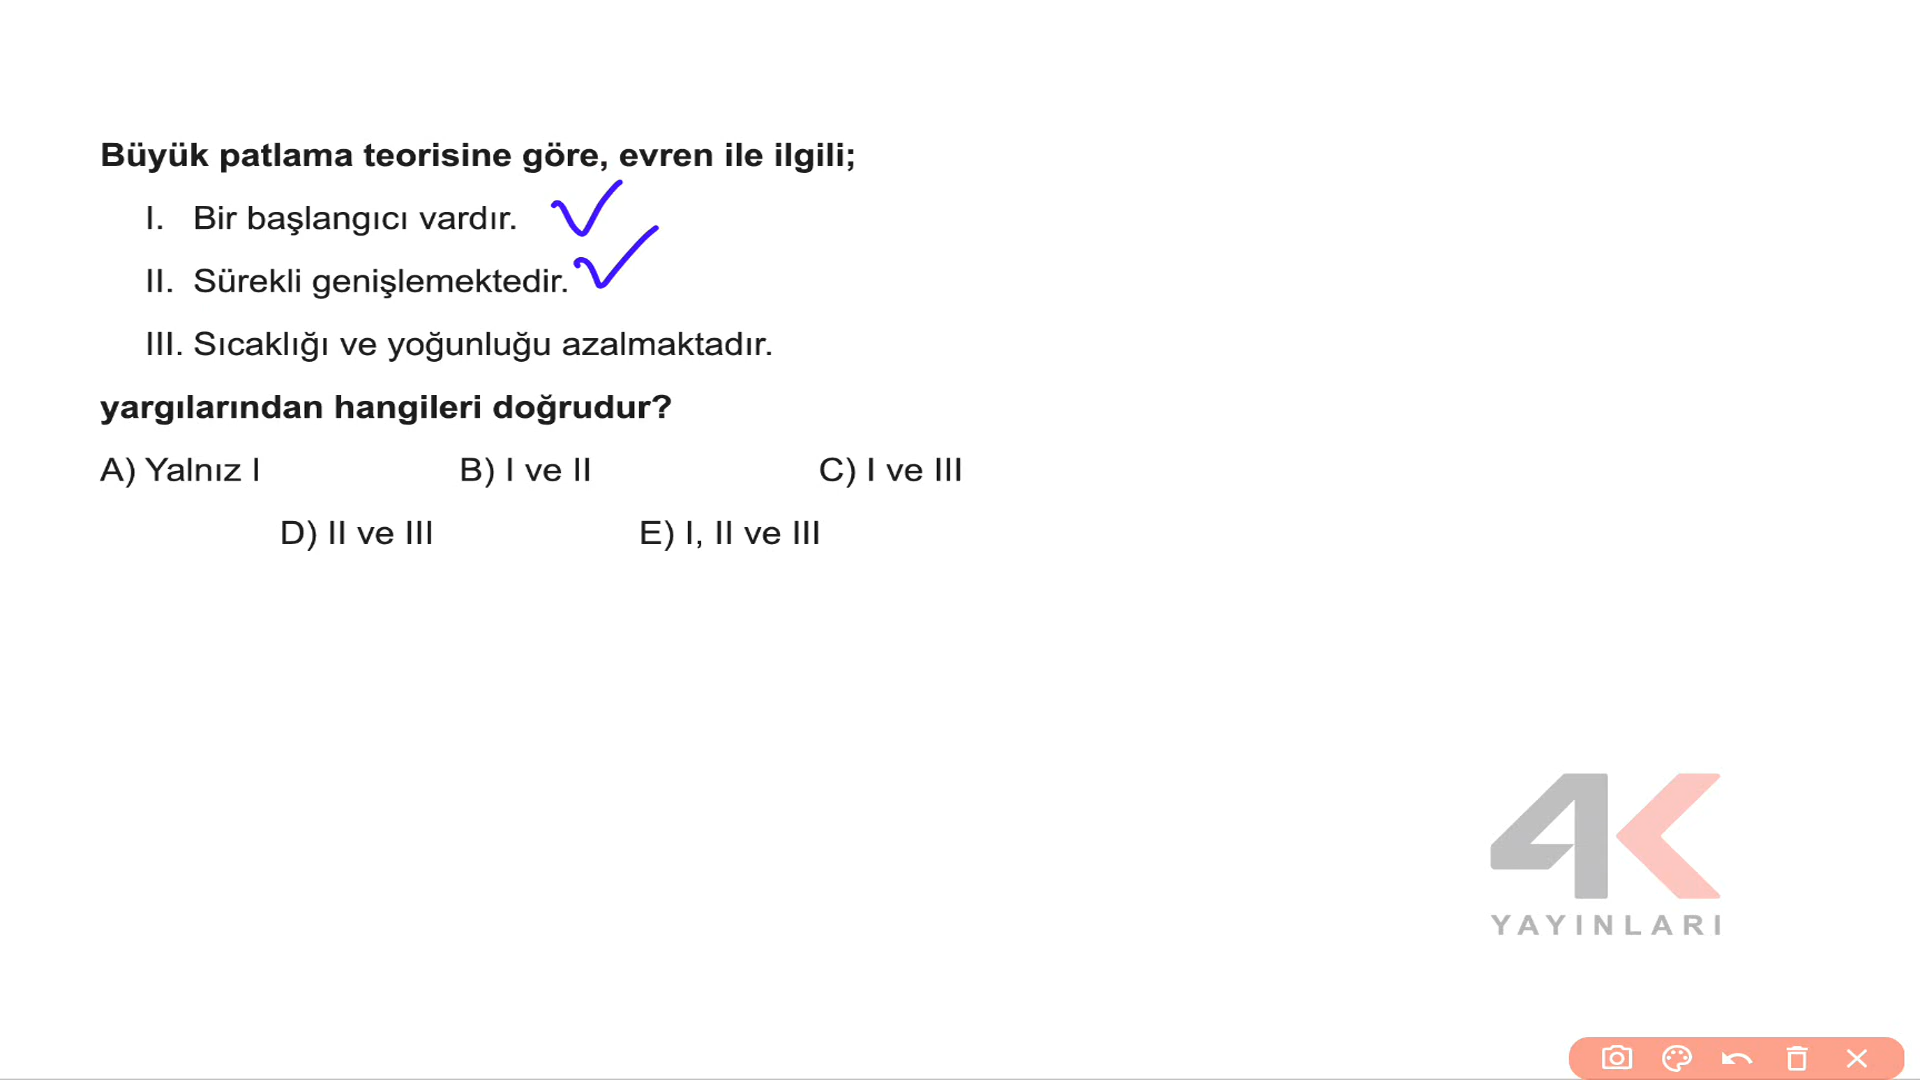 Büyük patlama teorisine göre, evren ile ilgili;
I. Bir başlangıcı vardır.
II. Sürekli genişlemektedir.
III. Sıcaklığı ve yoğunluğu azalmaktadır.
yargılarından hangileri doğrudur?
A) Yalnız I B) I ve II C) I ve III
D) II ve III E) I, II ve III
4K
YAYINLARI